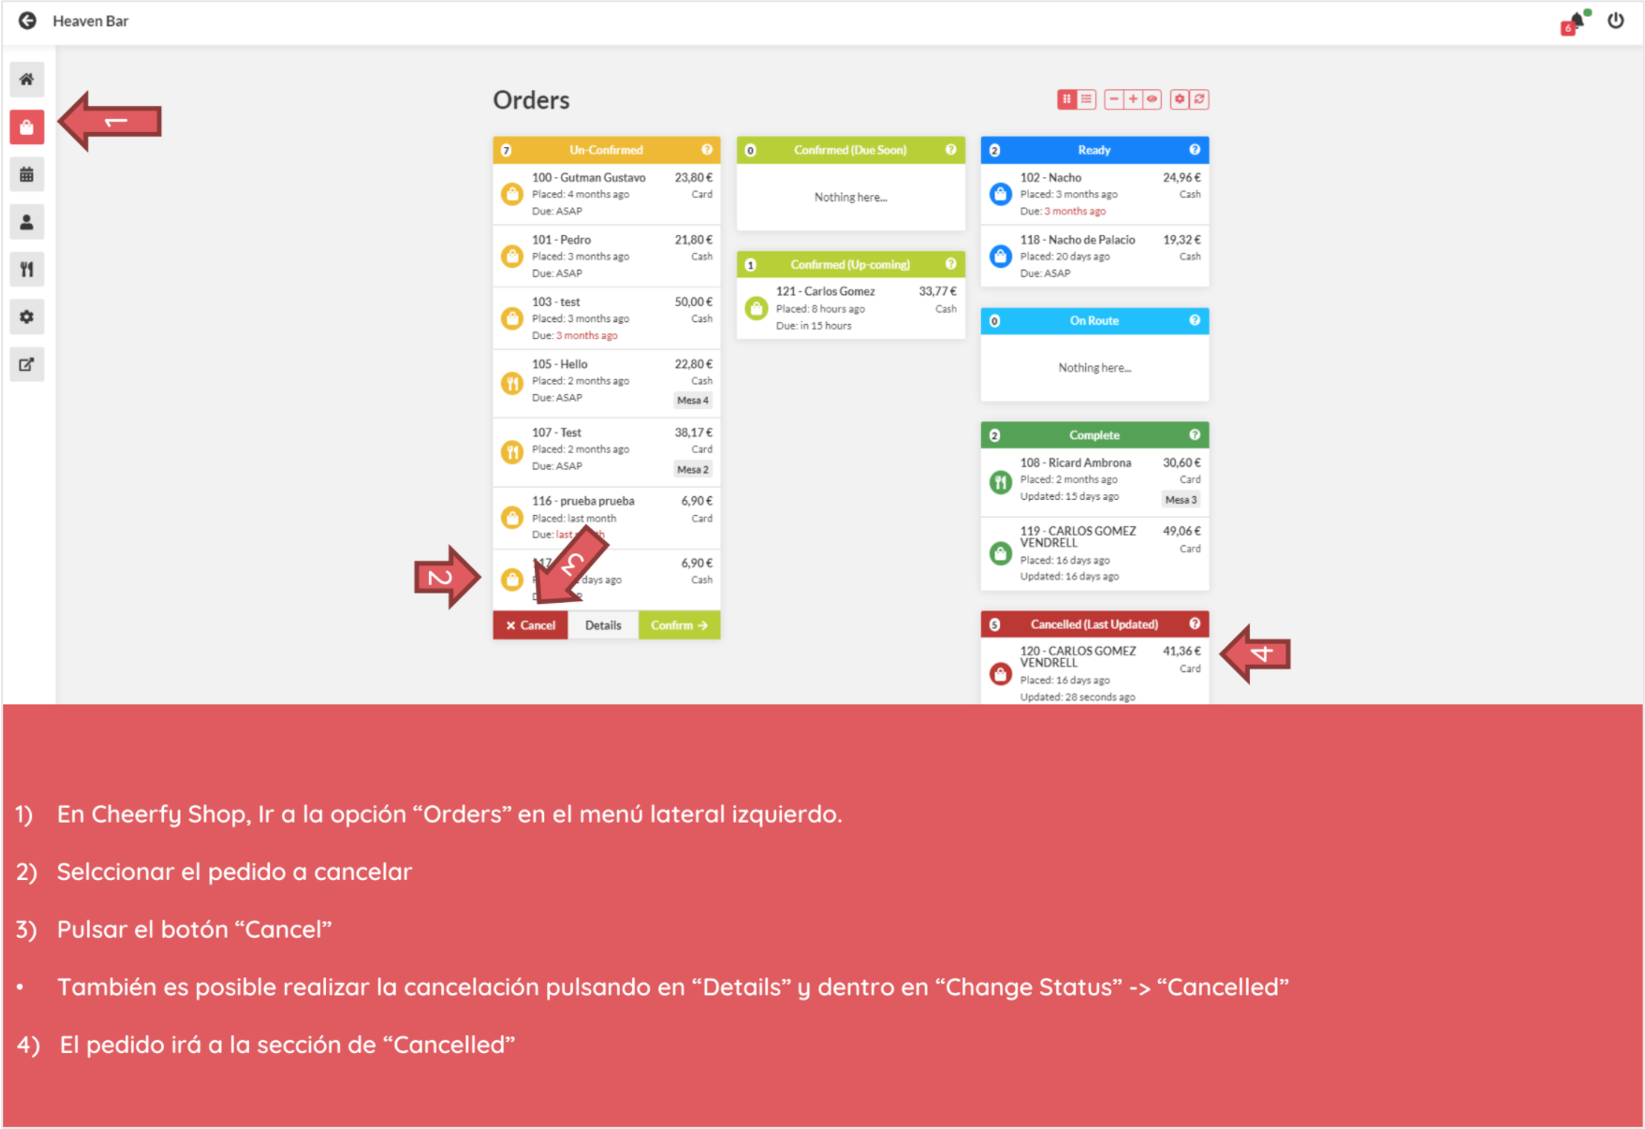 Heaven Bar
6
1
Orders
7 Un-Confirmed
100 - Gutman Gustavo 23,80 €
Placed: 4 months ago Card
Due: ASAP
101 - Pedro 21,80 €
Placed: 3 months ago Cash
Due: ASAP
103 - test 50,00 €
Placed: 3 months ago Cash
Due: 3 months ago
105 - Hello 22,80 €
Placed: 2 months ago Cash
Due: ASAP Mesa 4
107 - Test 38,17 €
Placed: 2 months ago Card
Due: ASAP Mesa 2
116 - prueba prueba 6,90 €
Placed: last month Card
Due: last
117 6,90 €
days ago Cash
2
3
× Cancel Details Confirm →
0 Confirmed (Due Soon)
Nothing here...
1 Confirmed (Up-coming)
121 - Carlos Gomez 33,77 €
Placed: 8 hours ago Cash
Due: in 15 hours
2 Ready
102 - Nacho 24,96 €
Placed: 3 months ago Cash
Due: 3 months ago
118 - Nacho de Palacio 19,32 €
Placed: 20 days ago Cash
Due: ASAP
0 On Route
Nothing here...
2 Complete
108 - Ricard Ambrona 30,60 €
Placed: 2 months ago Card
Updated: 15 days ago Mesa 3
119 - CARLOS GOMEZ 49,06 €
VENDRELL Card
Placed: 16 days ago
Updated: 16 days ago
5 Cancelled (Last Updated)
120 - CARLOS GOMEZ 41,36 €
VENDRELL Card
Placed: 16 days ago
Updated: 28 seconds ago
4
1) En Cheerfy Shop, Ir a la opción “Orders” en el menú lateral izquierdo.
2) Selccionar el pedido a cancelar
3) Pulsar el botón “Cancel”
• También es posible realizar la cancelación pulsando en “Details” y dentro en “Change Status” -> “Cancelled”
4) El pedido irá a la sección de “Cancelled”